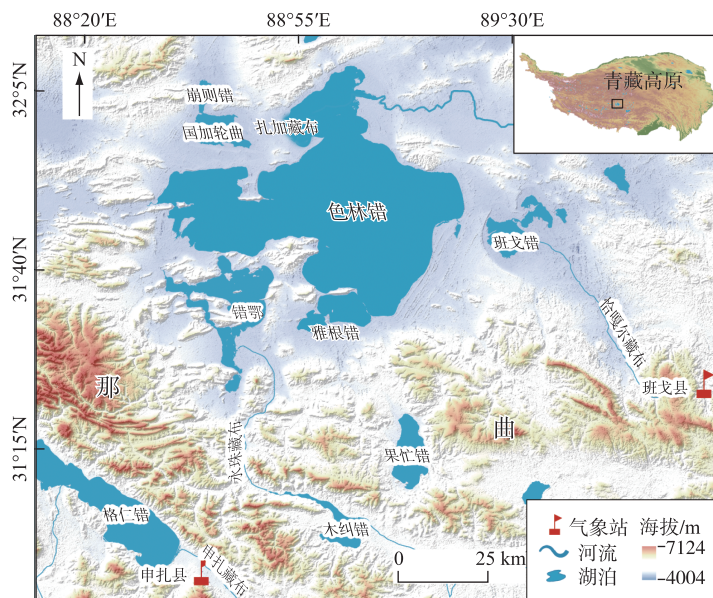 88°20′E
88°55′E
89°30′E
32°5′N
31°40′N
31°15′N
N
青藏高原
崩则错
国加轮曲
扎加藏布
色林错
班戈错
错鄂
雅根错
恰嘎尔藏布
那
班戈县
曲
永珠藏布
果忙错
格仁错
木纠错
申扎县
申扎藏布
0
25 km
气象站
海拔/m
河流
7124
湖泊
4004